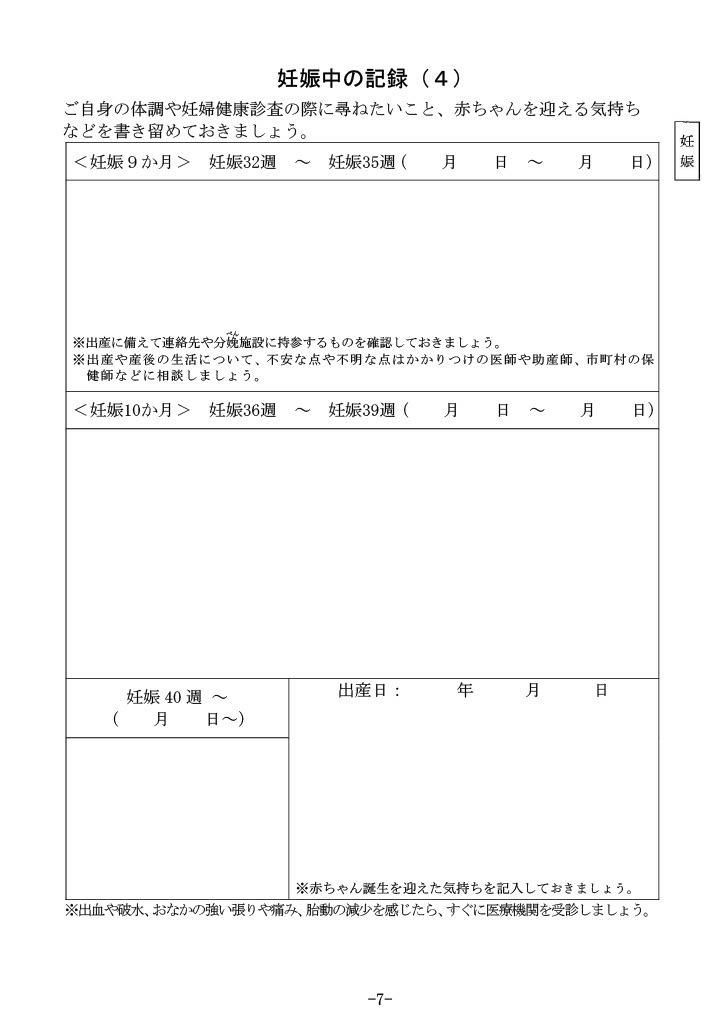 妊娠中の記録（４）
ご自身の体調や妊婦健康診査の際に尋ねたいこと、赤ちゃんを迎える気持ち
などを書き留めておきましょう。
妊娠
＜妊娠９か月＞　妊娠32週　～　妊娠35週（　　月　　日　～　　月　　日）
※出産に備えて連絡先や分娩施設に持参するものを確認しておきましょう。
べん
※出産や産後の生活について、不安な点や不明な点はかかりつけの医師や助産師、市町村の保
健師などに相談しましょう。
＜妊娠10か月＞　妊娠36週　～　妊娠39週（　　月　　日　～　　月　　日）
妊娠 40 週 ～
（　　月　　日～）
出産日：　　　年　　　月　　　日
※赤ちゃん誕生を迎えた気持ちを記入しておきましょう。
※出血や破水、おなかの強い張りや痛み、胎動の減少を感じたら、すぐに医療機関を受診しましょう。
−7−